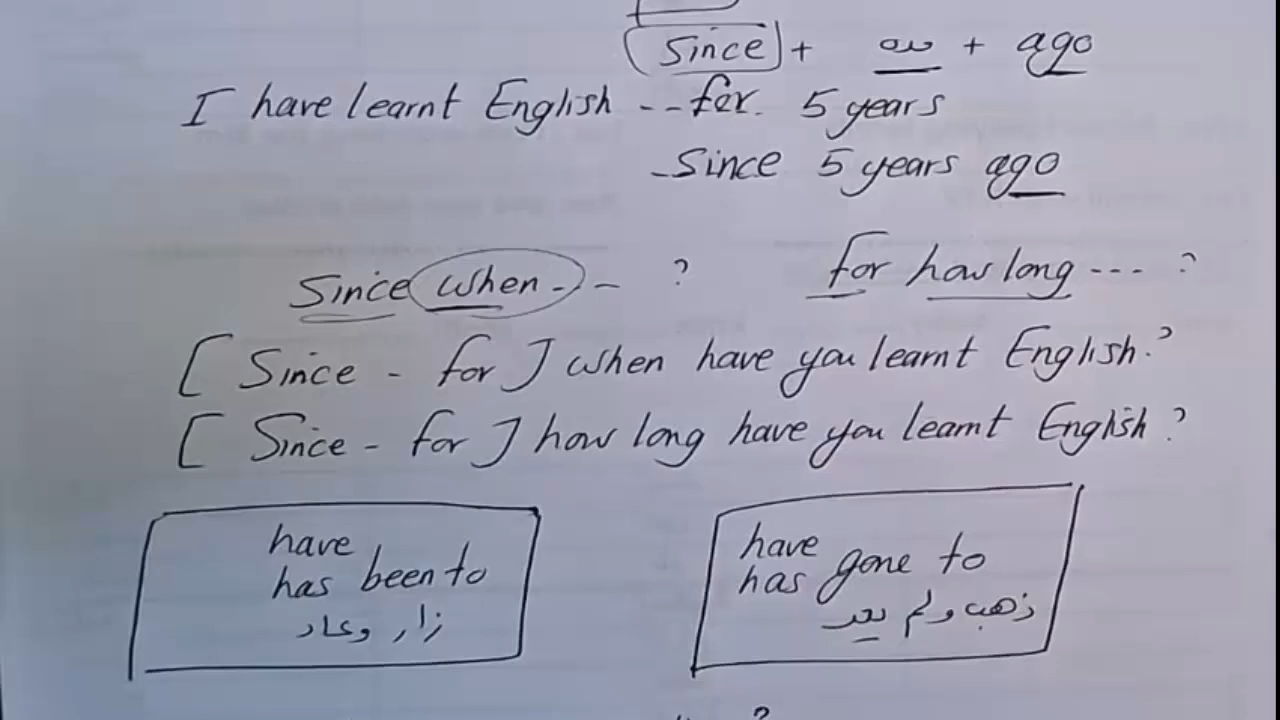 Since + مده + ago
I have learnt English -- for. 5 years
- Since 5 years ago
Since when - - ? for how long --- ?
[ Since - for ] when have you learnt English ?
[ Since - for ] how long have you learnt English ?
have
has been to
زار وعاد
have
has gone to
ذهب ولم يعد
?